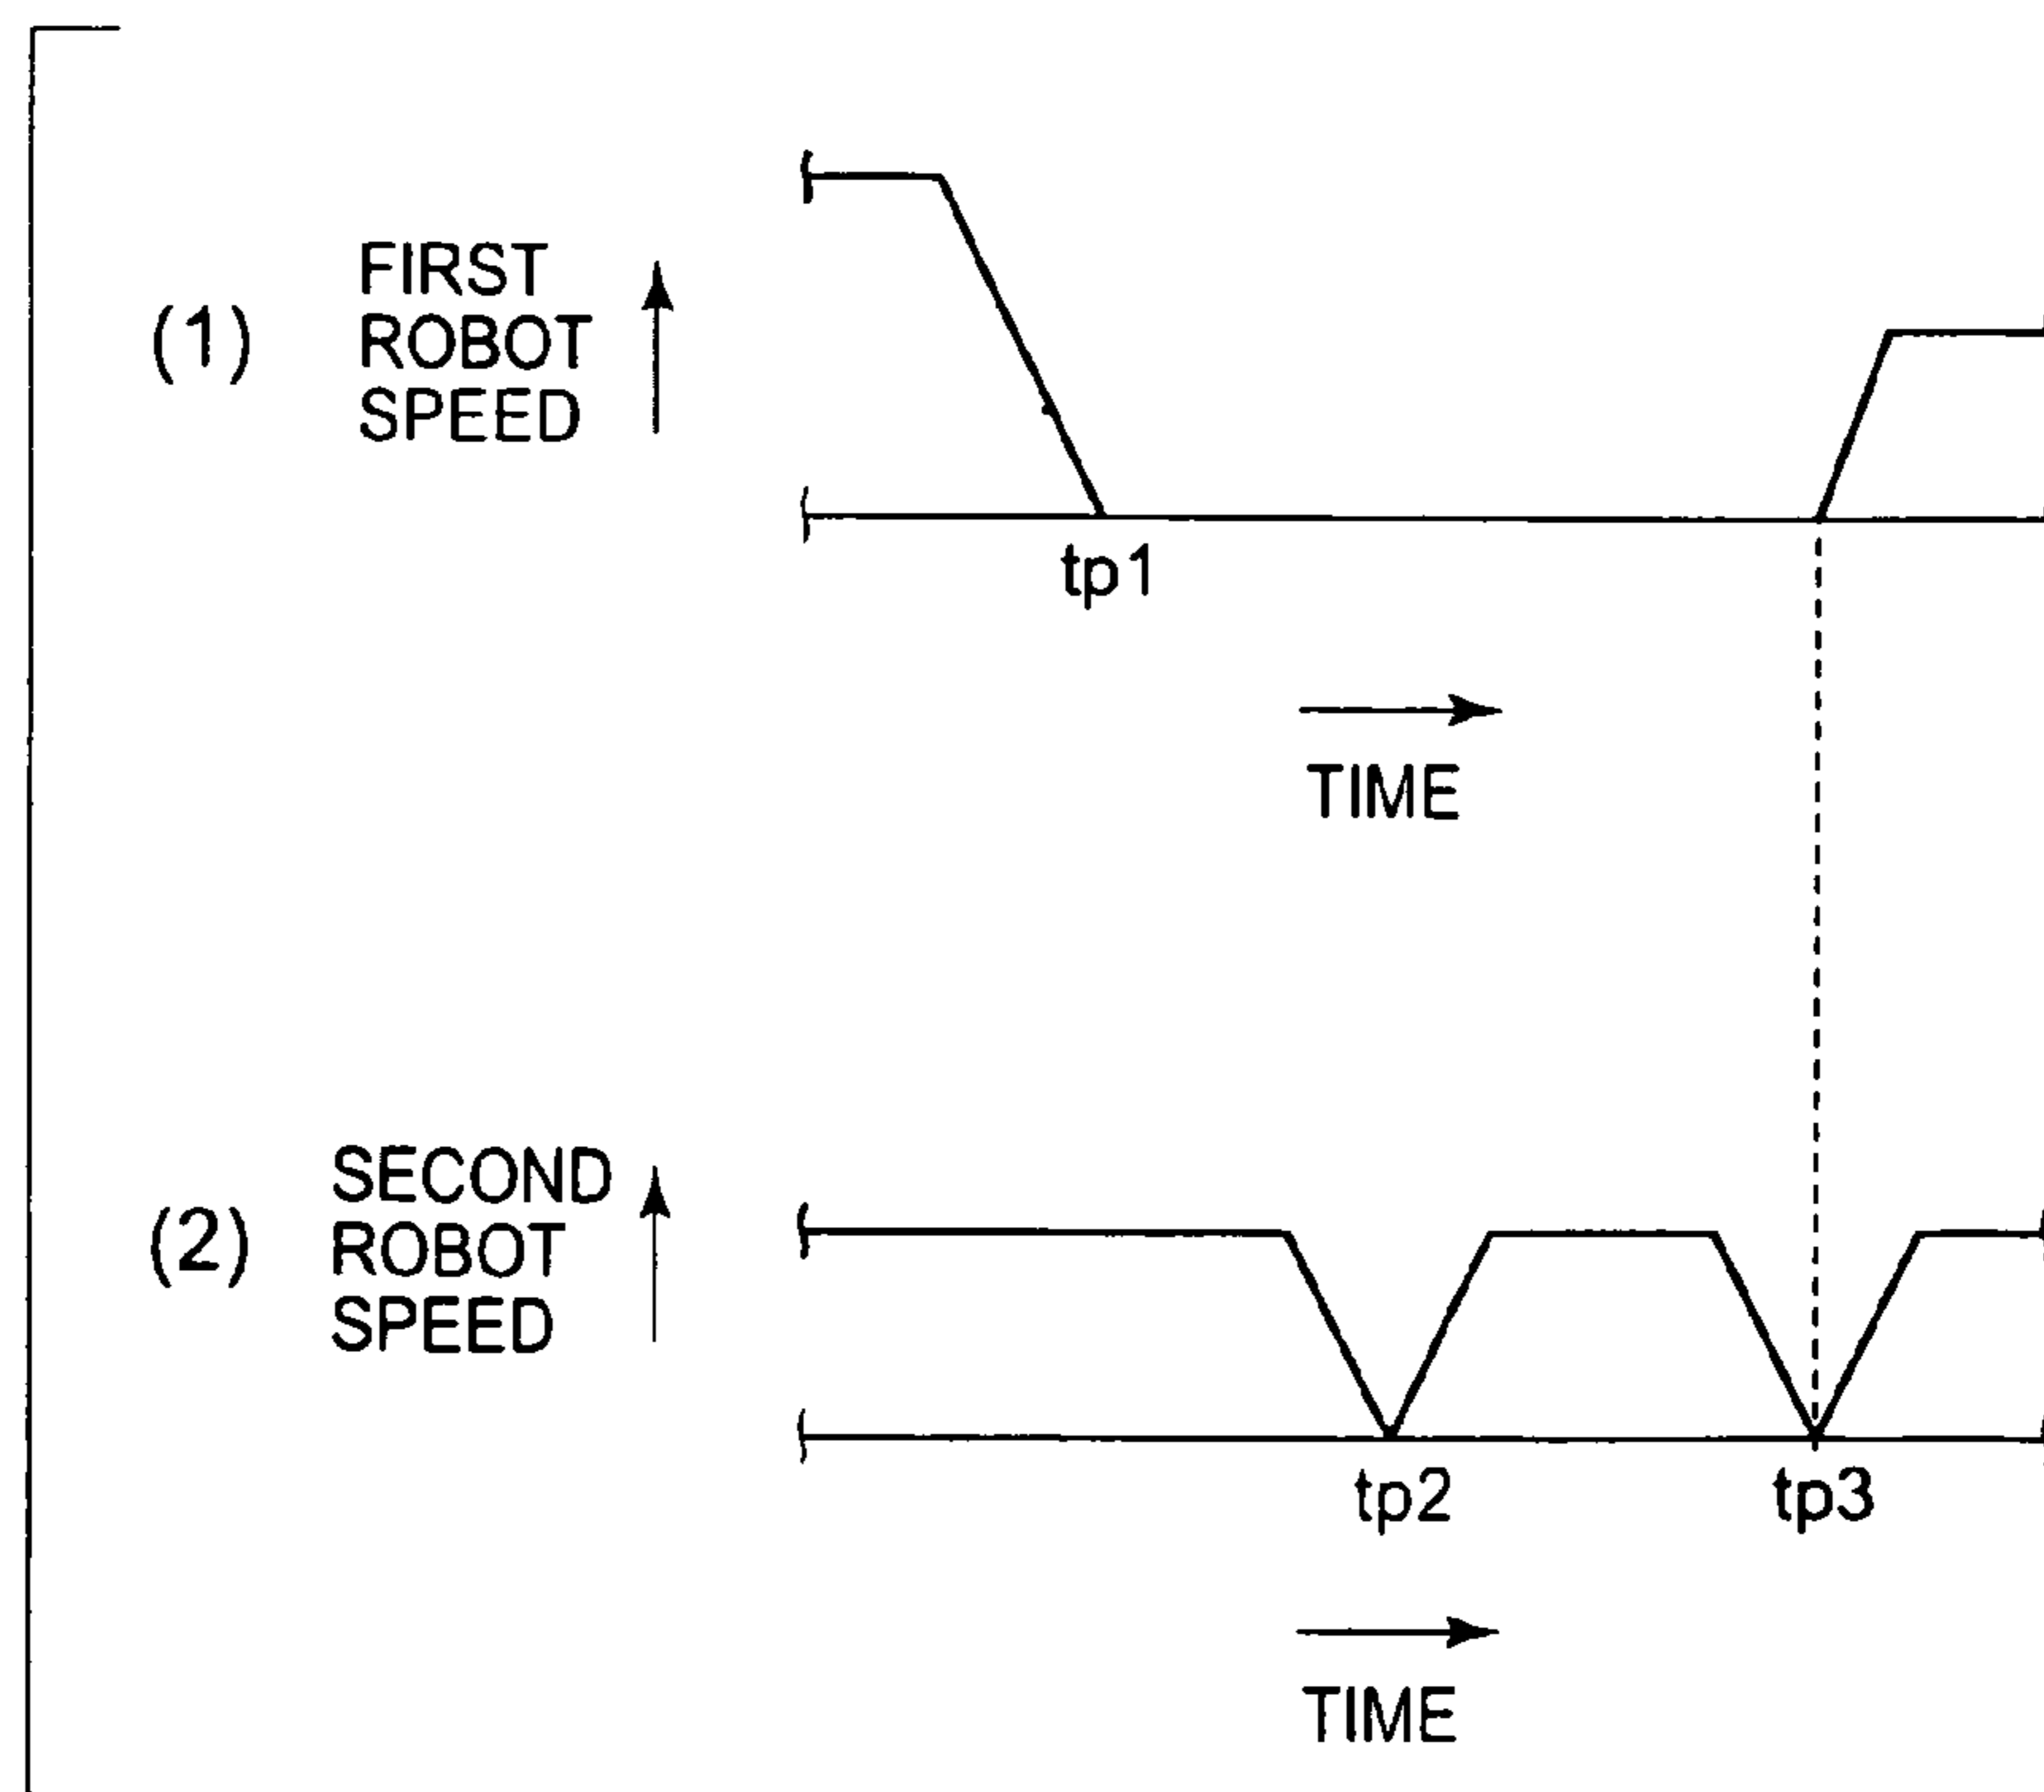 (1)
FIRST
ROBOT
SPEED
tp1
TIME
(2)
SECOND
ROBOT
SPEED
tp2
tp3
TIME